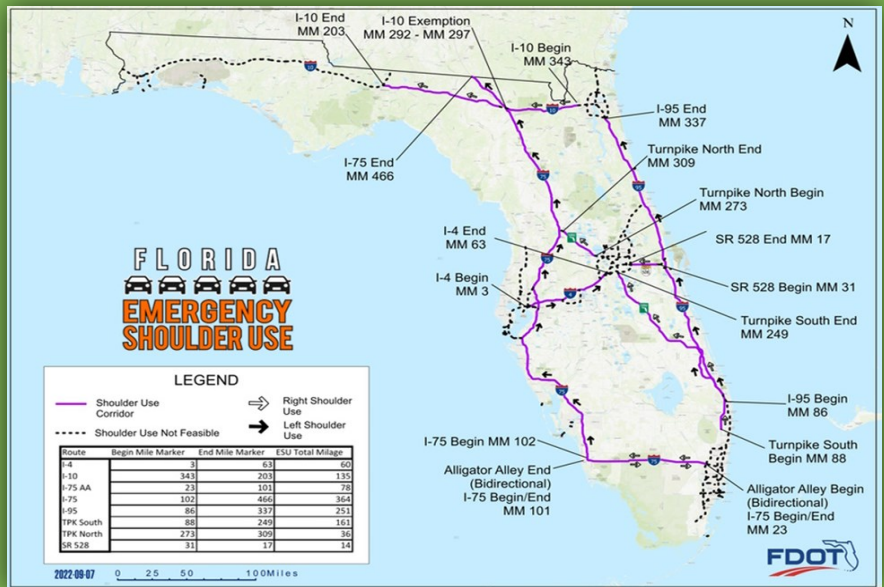 I-10 End
MM 203
I-10 Exemption
MM 292 - MM 297
N
I-10 Begin
MM 343
I-95 End
MM 337
I-75 End
MM 466
Turnpike North End
MM 309
Turnpike North Begin
MM 273
I-4 End
MM 63
SR 528 End MM 17
I-4 Begin
MM 3
SR 528 Begin MM 31
Turnpike South End
MM 249
FLORIDA
EMERGENCY
SHOULDER USE
I-95 Begin
MM 86
I-75 Begin MM 102
Turnpike South
Begin MM 88
Alligator Alley End
(Bidirectional)
I-75 Begin/End
MM 101
Alligator Alley Begin
(Bidirectional)
I-75 Begin/End
MM 23
LEGEND
Shoulder Use
Corridor
Right Shoulder
Use
Shoulder Use Not Feasible
Left Shoulder
Use
Route Begin Mile Marker End Mile Marker ESU Total Milage
I-4 3 63 60
I-10 343 203 135
I-75 AA 23 101 78
I-75 102 466 364
I-95 86 337 251
TPK South 88 249 161
TPK North 273 309 36
SR 528 31 17 14
2022-09-07
0 25 50 100Miles
FDOT